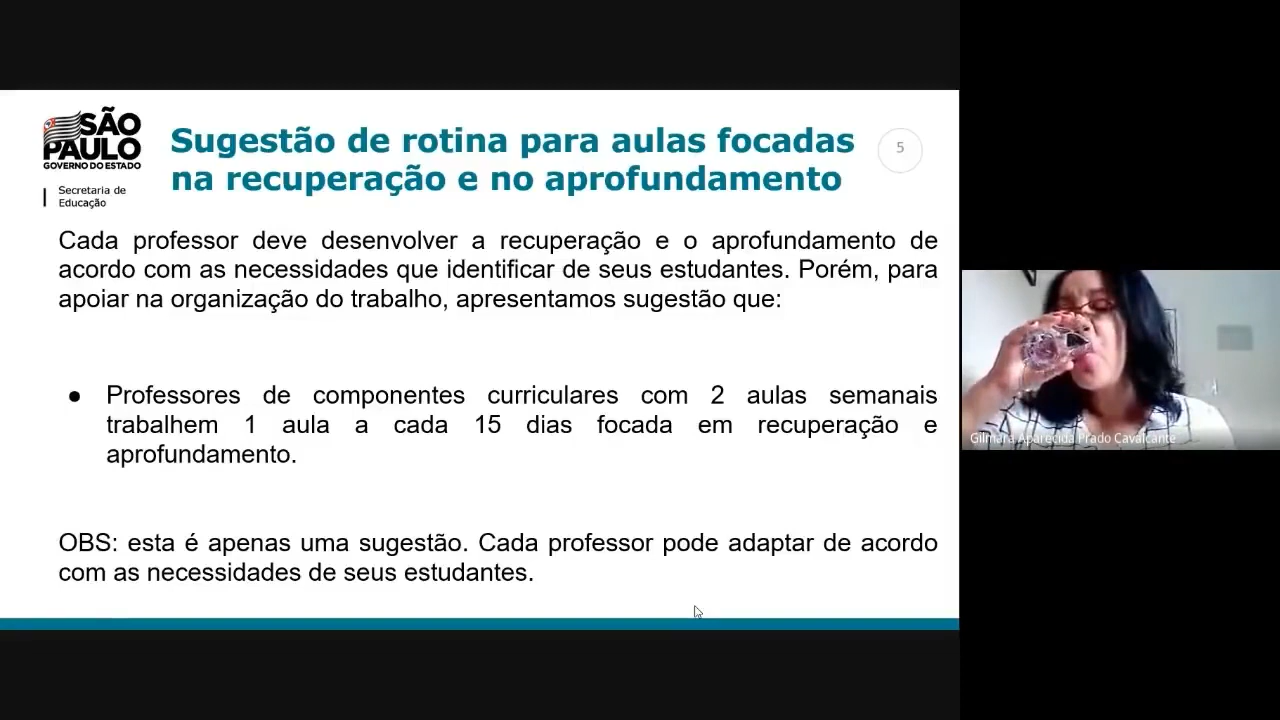 SÃO
PAULO
GOVERNO DO ESTADO
Secretaria de
Educação
Sugestão de rotina para aulas focadas
na recuperação e no aprofundamento
5
Cada professor deve desenvolver a recuperação e o aprofundamento de
acordo com as necessidades que identificar de seus estudantes. Porém, para
apoiar na organização do trabalho, apresentamos sugestão que:
● Professores de componentes curriculares com 2 aulas semanais
trabalhem 1 aula a cada 15 dias focada em recuperação e
aprofundamento.
OBS: esta é apenas uma sugestão. Cada professor pode adaptar de acordo
com as necessidades de seus estudantes.
Gilmara Aparecida Prado Cavalcante